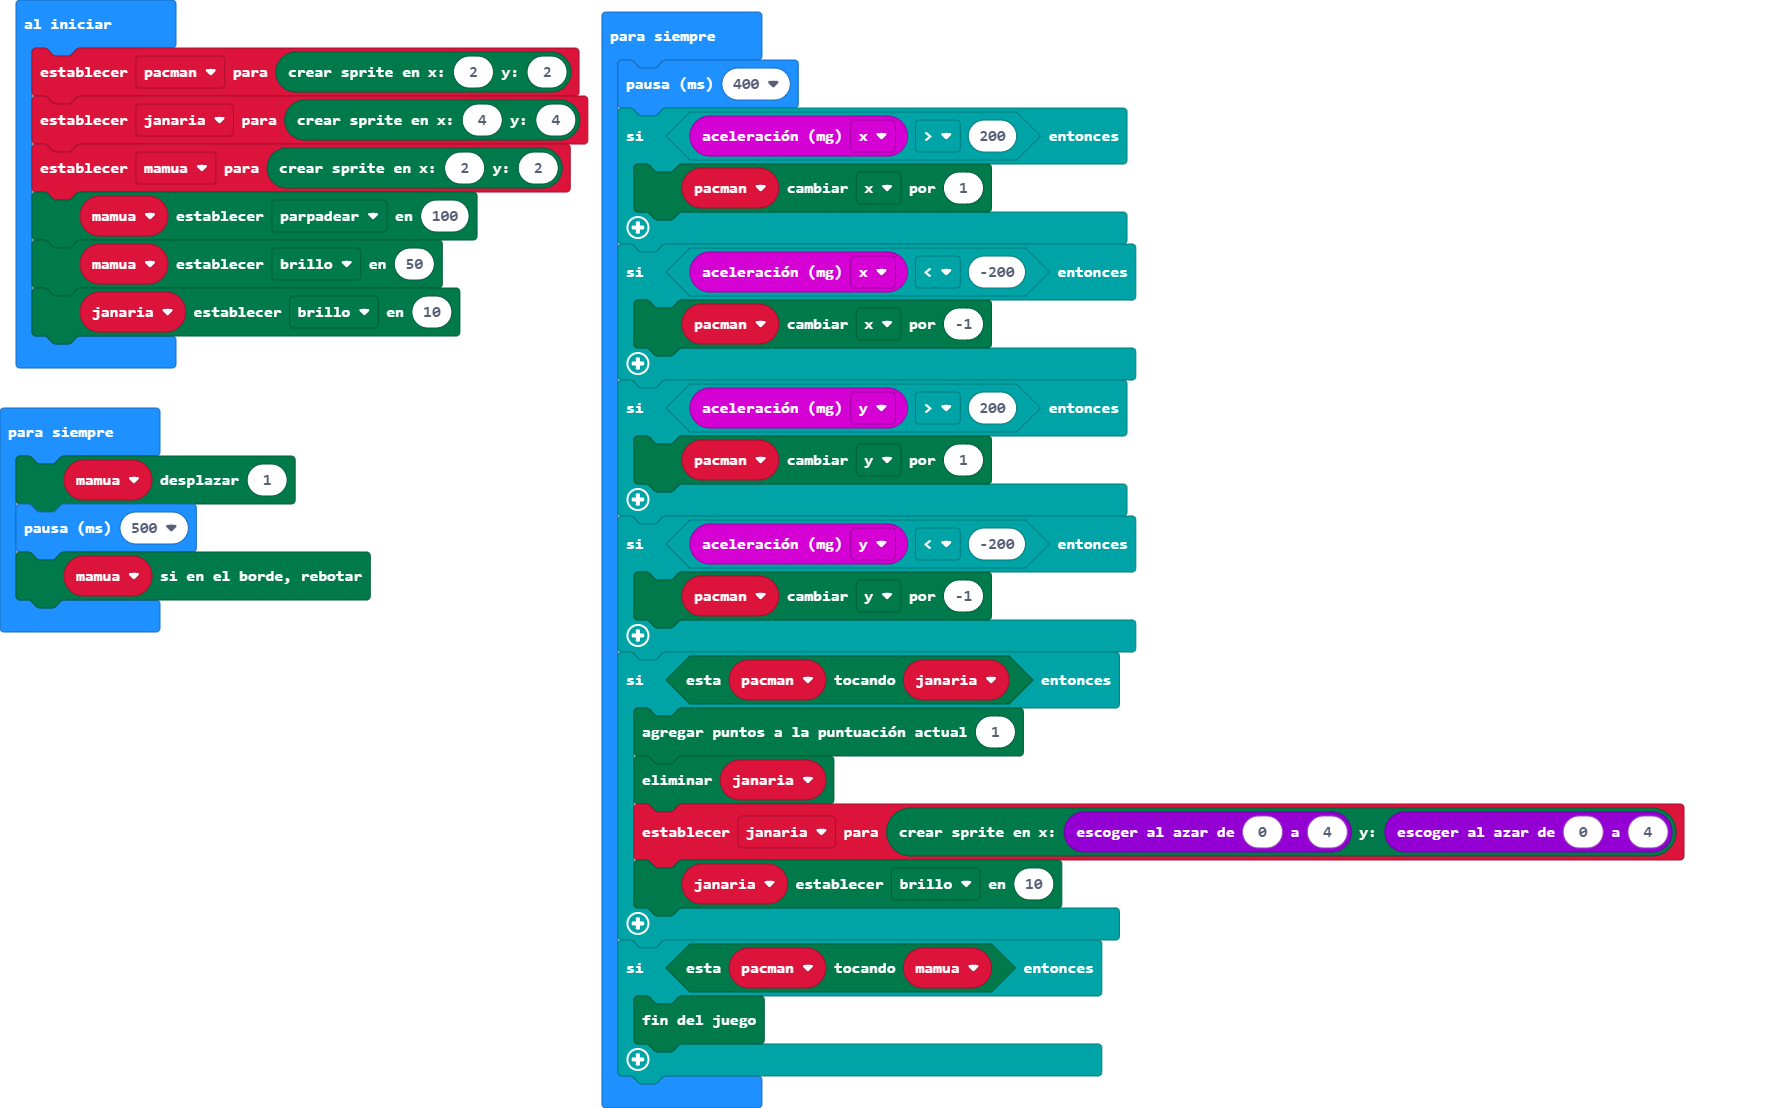 al iniciar
establecer pacman para crear sprite en x: 2 y: 2
establecer janaria para crear sprite en x: 4 y: 4
establecer mamua para crear sprite en x: 2 y: 2
mamua establecer parpadear en 100
mamua establecer brillo en 50
janaria establecer brillo en 10
para siempre
mamua desplazar 1
pausa (ms) 500
mamua si en el borde, rebotar
para siempre
pausa (ms) 400
si aceleración (mg) x > 200 entonces
pacman cambiar x por 1
si aceleración (mg) x < -200 entonces
pacman cambiar x por -1
si aceleración (mg) y > 200 entonces
pacman cambiar y por 1
si aceleración (mg) y < -200 entonces
pacman cambiar y por -1
si esta pacman tocando janaria entonces
agregar puntos a la puntuación actual 1
eliminar janaria
establecer janaria para crear sprite en x: escoger al azar de 0 a 4 y: escoger al azar de 0 a 4
janaria establecer brillo en 10
si esta pacman tocando mamua entonces
fin del juego